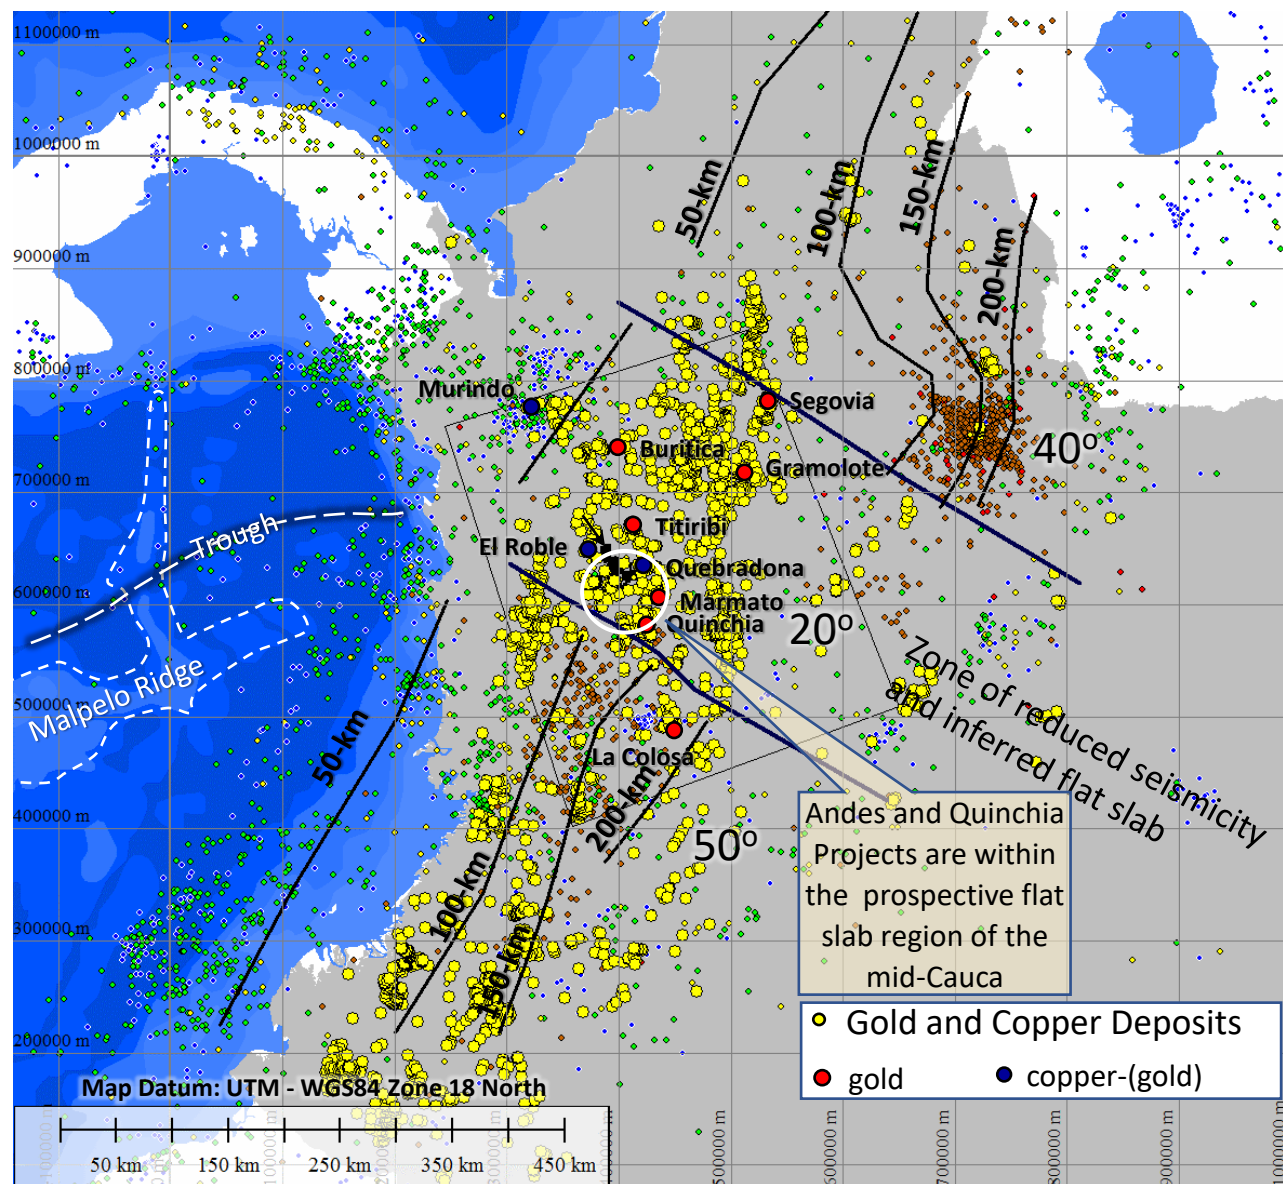 1100000 m
1000000 m
900000 m
800000 m
700000 m
600000 m
500000 m
400000 m
300000 m
200000 m
50-km
100-km
150-km
200-km
Murindo
Segovia
Buritica
Gramolote
40º
Titiribi
El Roble
Quebradona
Marmato
Quinchia
20º
Trough
Malpelo Ridge
Zone of reduced seismicity
and inferred flat slab
La Colosa
50-km
200-km
50º
100-km
150-km
Andes and Quinchia
Projects are within
the prospective flat
slab region of the
mid-Cauca
Gold and Copper Deposits
gold
copper-(gold)
Map Datum: UTM - WGS84 Zone 18 North
50 km
150 km
250 km
350 km
450 km
500000 m
600000 m
700000 m
800000 m
900000 m